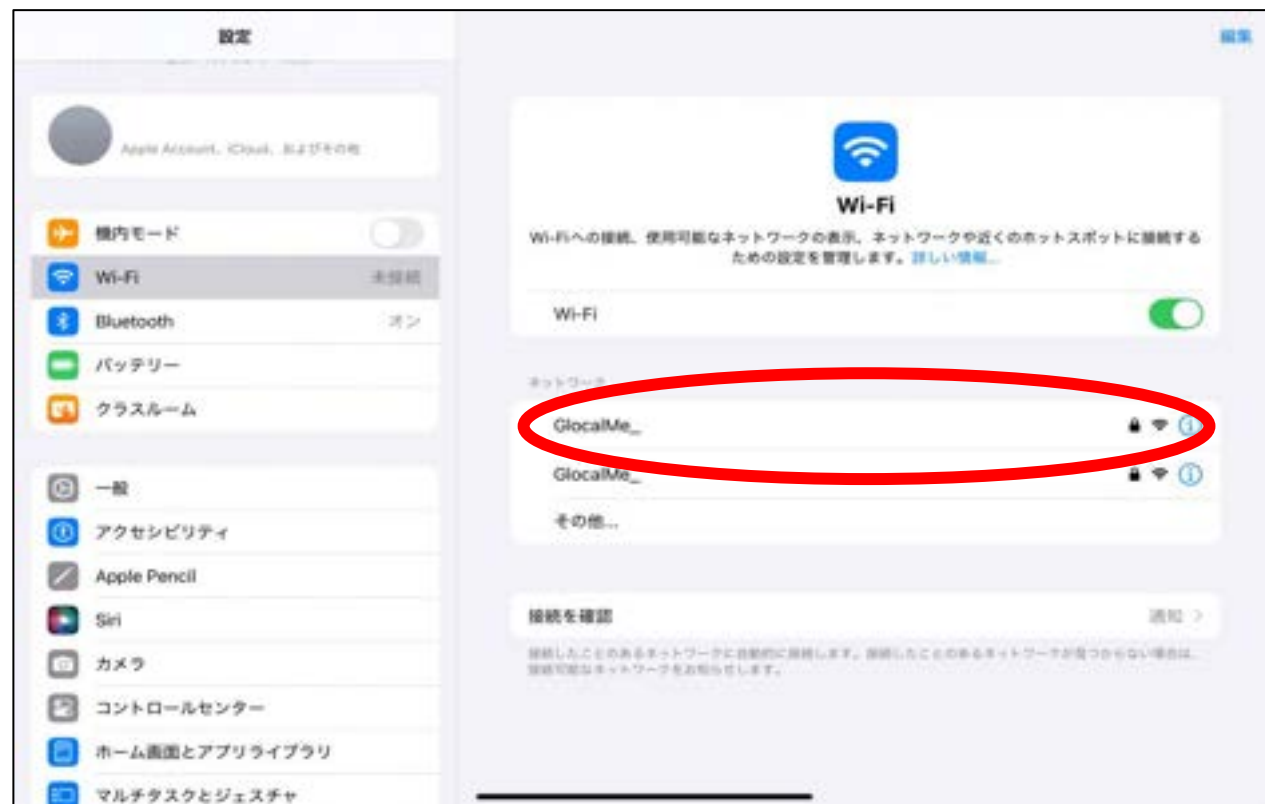 設定
編集
Apple Account、iCloud、およびその他
機内モード
Wi-Fi 未接続
Bluetooth オン
バッテリー
クラスルーム
一般
アクセシビリティ
Apple Pencil
Siri
カメラ
コントロールセンター
ホーム画面とアプリライブラリ
マルチタスクとジェスチャ
Wi-Fi
Wi-Fiへの接続、使用可能なネットワークの表示、ネットワークや近くのホットスポットに接続する
ための設定を管理します。詳しい情報...
Wi-Fi
ネットワーク
GlocalMe_
GlocalMe_
その他...
接続を確認 通知
接続したことのあるネットワークに自動的に接続します。接続したことのあるネットワークが見つからない場合は、
接続可能なネットワークをお知らせします。